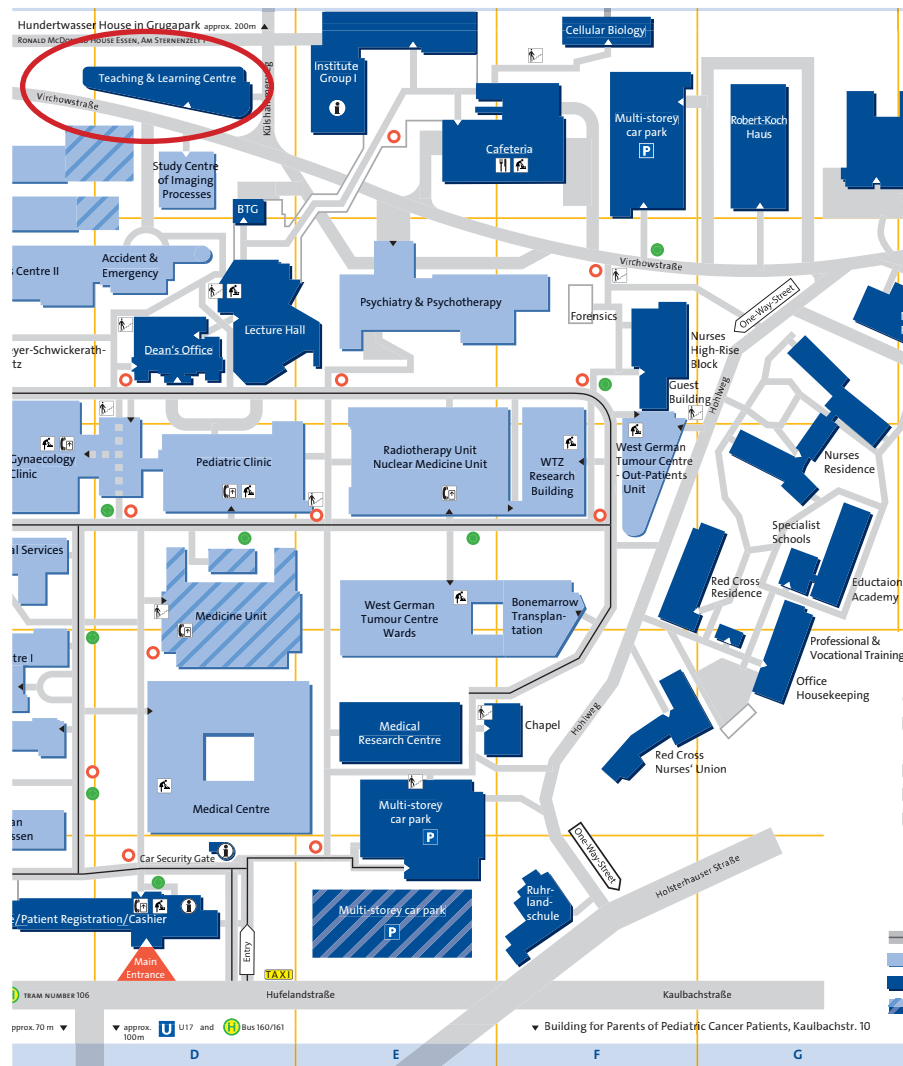 Hundertwasser House in Grugapark approx. 200m
Ronald McDonald House Essen, Am Sternenzelt 1
Teaching & Learning Centre
Virchowstraße
Külshammerweg
Institute
Group I
Cellular Biology
Multi-storey
car park
P
Robert-Koch
Haus
Cafeteria
Study Centre
of Imaging
Processes
BTG
s Centre II
Accident &
Emergency
Lecture Hall
Psychiatry & Psychotherapy
Virchowstraße
Forensics
One-Way-Street
eyer-Schwickerath-
tz
Dean's Office
Nurses
High-Rise
Block
Guest
Building
Hohlweg
Gynaecology
Clinic
Pediatric Clinic
Radiotherapy Unit
Nuclear Medicine Unit
WTZ
Research
Building
West German
Tumour Centre
- Out-Patients
Unit
Nurses
Residence
Specialist
Schools
al Services
Medicine Unit
West German
Tumour Centre
Wards
Bonemarrow
Transplan-
tation
Red Cross
Residence
Eductaion
Academy
Professional &
Vocational Training
tre I
Office
Housekeeping
Medical
Research Centre
Chapel
Hohlweg
Red Cross
Nurses' Union
Medical Centre
Multi-storey
car park
P
an
ssen
Car Security Gate
One-Way-Street
Holsterhauser Straße
Ruhr-
land-
schule
e/Patient Registration/Cashier
Multi-storey car park
P
Main
Entrance
Entry
TAXI
H TRAM NUMBER 106
Hufelandstraße
Kaulbachstraße
pprox. 70 m
approx.
100m
U U17 and H Bus 160/161
Building for Parents of Pediatric Cancer Patients, Kaulbachstr. 10
D E F G